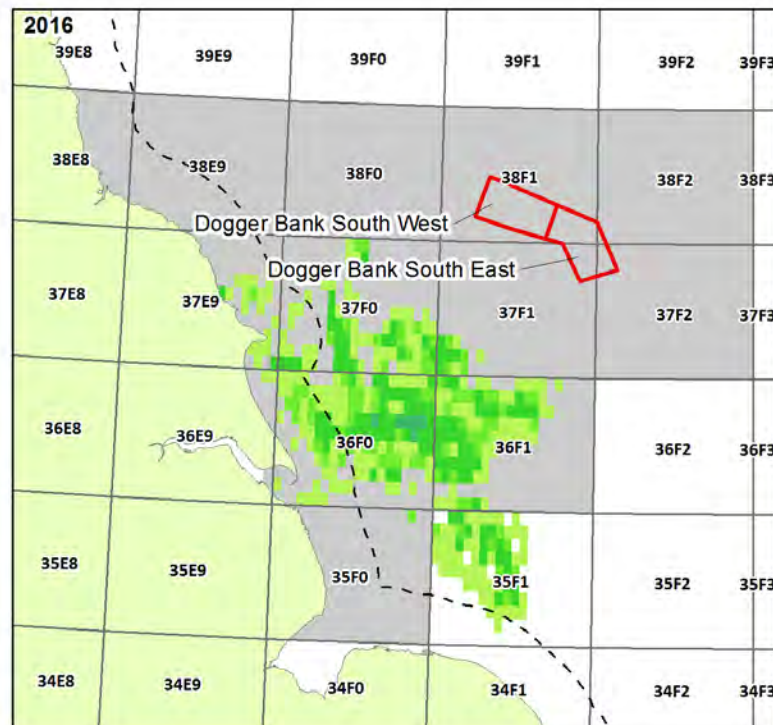 2016
39E8 39E9 39F0 39F1 39F2 39F3
38E8 38E9 38F0 38F1 38F2 38F3
Dogger Bank South West
Dogger Bank South East
37E8 37E9 37F0 37F1 37F2 37F3
36E8 36E9 36F0 36F1 36F2 36F3
35E8 35E9 35F0 35F1 35F2 35F3
34E8 34E9 34F0 34F1 34F2 34F3